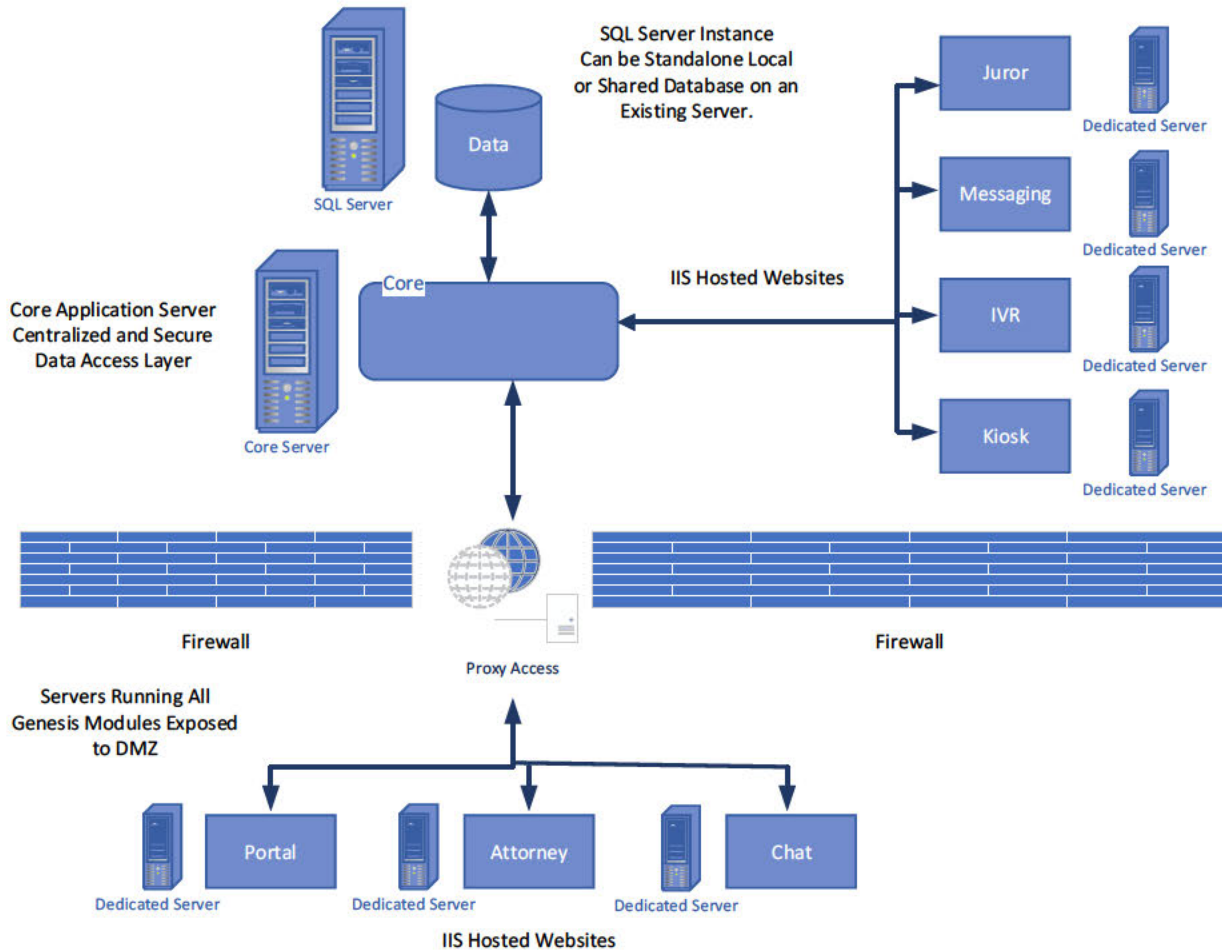 SQL Server Instance
Can be Standalone Local
or Shared Database on an
Existing Server.
Data
SQL Server
Juror
Dedicated Server
Messaging
Dedicated Server
IIS Hosted Websites
IVR
Dedicated Server
Kiosk
Dedicated Server
Core
Core Application Server
Centralized and Secure
Data Access Layer
Core Server
Firewall
Proxy Access
Firewall
Servers Running All
Genesis Modules Exposed
to DMZ
Portal
Dedicated Server
Attorney
Dedicated Server
Chat
Dedicated Server
IIS Hosted Websites